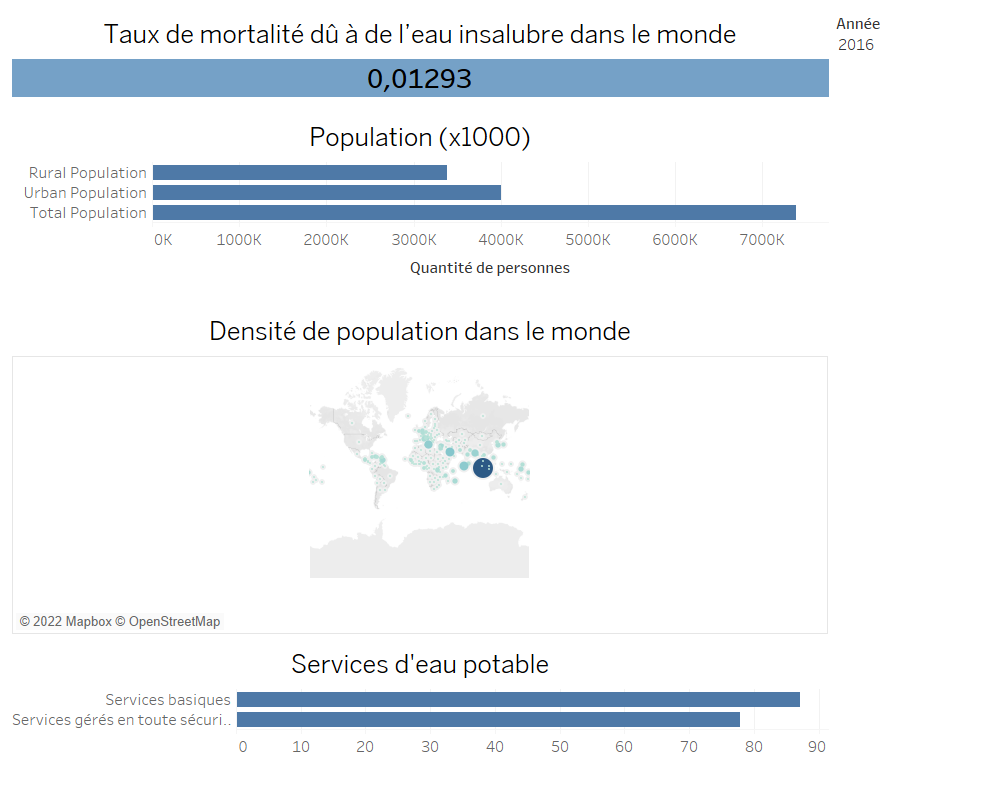 Taux de mortalité dû à de l’eau insalubre dans le monde
Année
2016
0,01293
Population (x1000)
Rural Population
Urban Population
Total Population
0K 1000K 2000K 3000K 4000K 5000K 6000K 7000K
Quantité de personnes
Densité de population dans le monde
© 2022 Mapbox © OpenStreetMap
Services d'eau potable
Services basiques
Services gérés en toute sécuri..
0 10 20 30 40 50 60 70 80 90